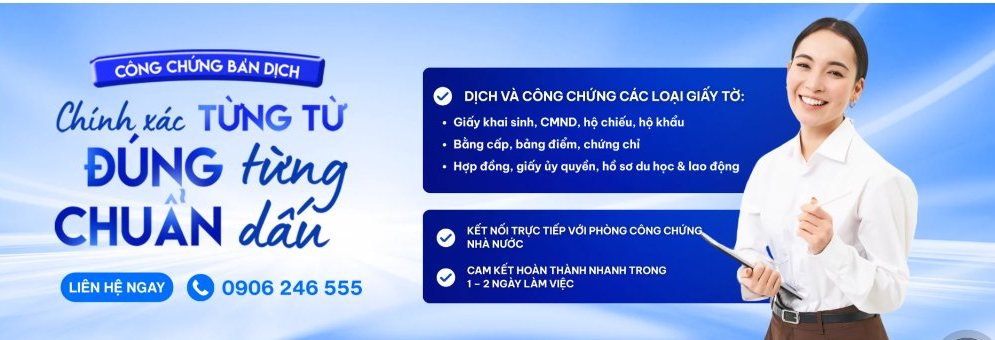 CÔNG CHỨNG BẢN DỊCH
Chính xác TỪNG TỪ
ĐÚNG từng
CHUẨN dấu
LIÊN HỆ NGAY
0906 246 555
DỊCH VÀ CÔNG CHỨNG CÁC LOẠI GIẤY TỜ:
• Giấy khai sinh, CMND, hộ chiếu, hộ khẩu
• Bằng cấp, bảng điểm, chứng chỉ
• Hợp đồng, giấy ủy quyền, hồ sơ du học & lao động
KẾT NỐI TRỰC TIẾP VỚI PHÒNG CÔNG CHỨNG
NHÀ NƯỚC
CAM KẾT HOÀN THÀNH NHANH TRONG
1 – 2 NGÀY LÀM VIỆC